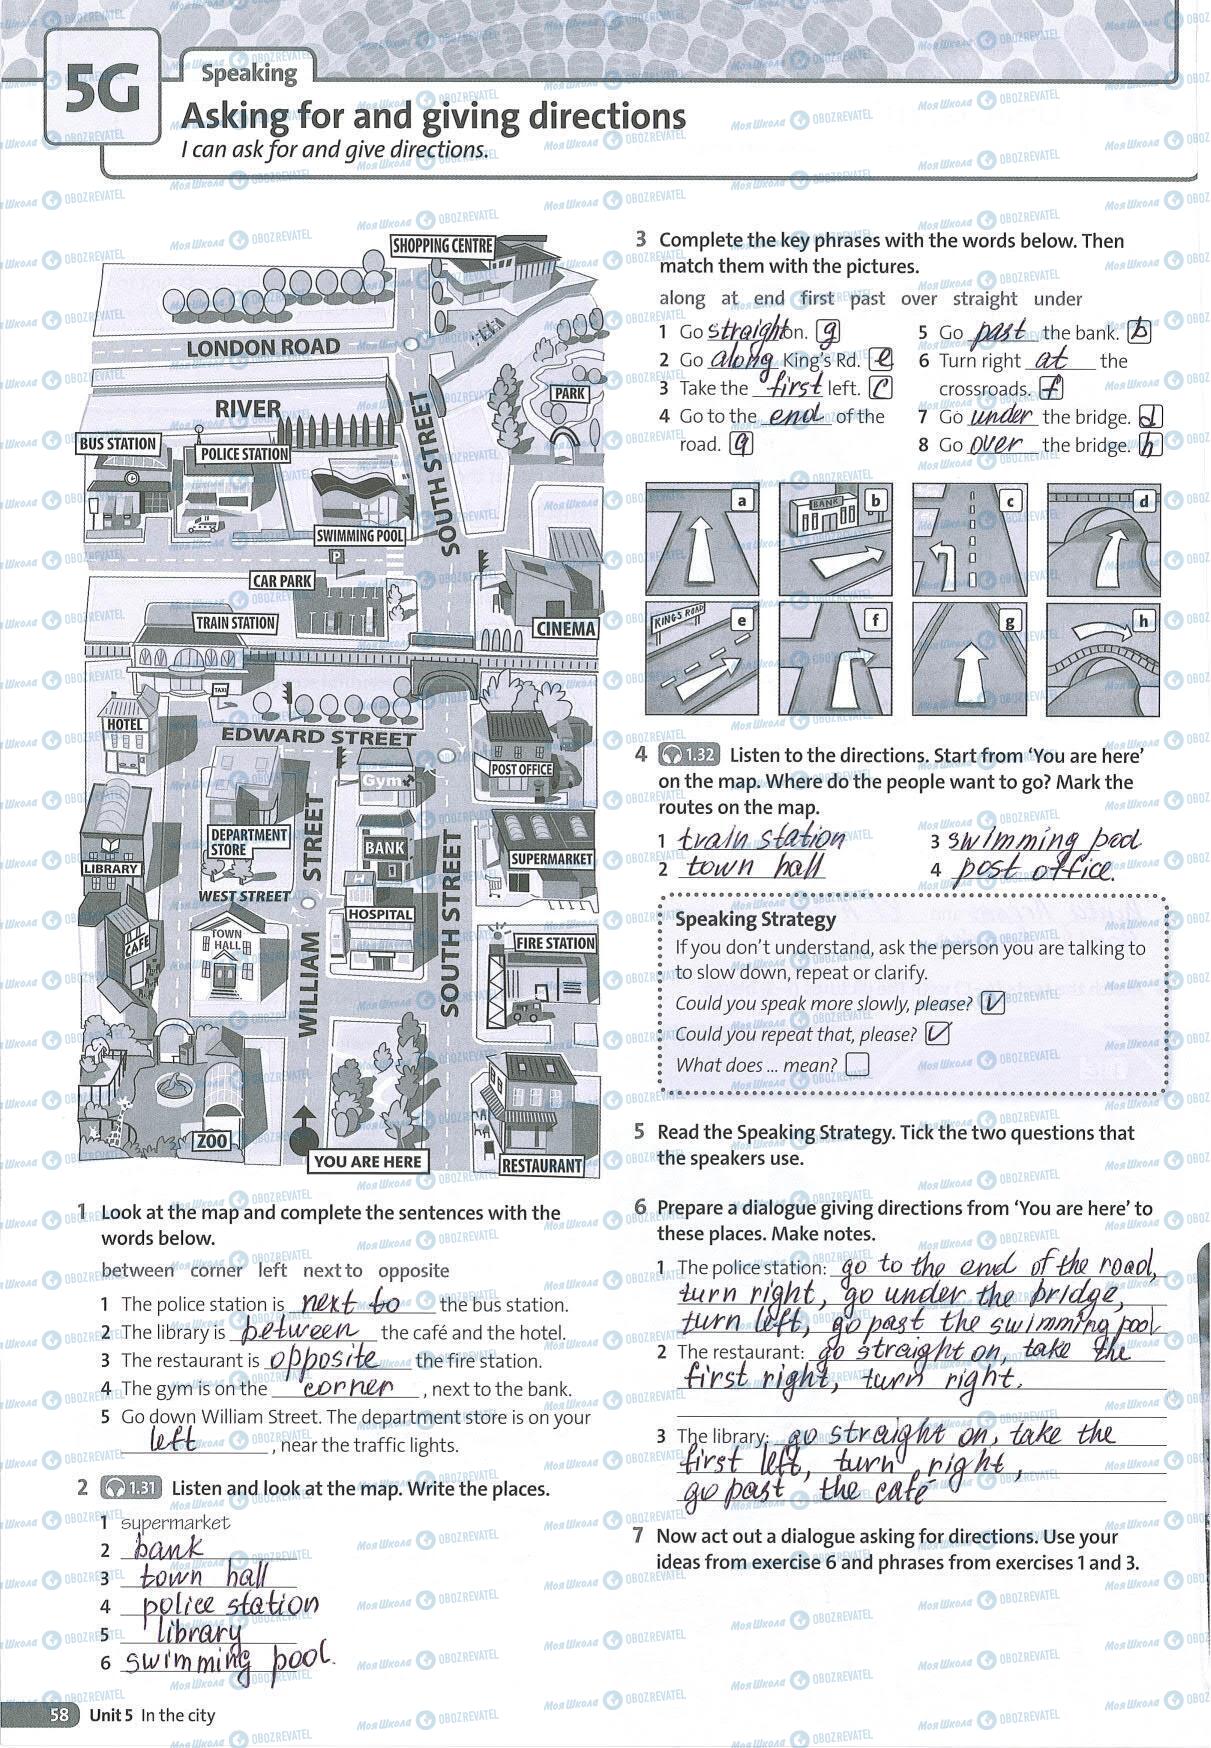 5G
Speaking
Asking for and giving directions
I can ask for and give directions.
SHOPPING CENTRE
LONDON ROAD
RIVER
PARK
BUS STATION
POLICE STATION
SOUTH STREET
SWIMMING POOL
P
CAR PARK
TRAIN STATION
CINEMA
TAXI
HOTEL
EDWARD STREET
POST OFFICE
Gym
DEPARTMENT
STORE
BANK
WILLIAM STREET
SOUTH STREET
LIBRARY
SUPERMARKET
WEST STREET
H
HOSPITAL
CAFE
TOWN
HALL
FIRE STATION
ZOO
YOU ARE HERE
RESTAURANT
1 Look at the map and complete the sentences with the
words below.
between corner left next to opposite
1 The police station is next to the bus station.
2 The library is between the café and the hotel.
3 The restaurant is opposite the fire station.
4 The gym is on the corner , next to the bank.
5 Go down William Street. The department store is on your
left , near the traffic lights.
2 1.31 Listen and look at the map. Write the places.
1 supermarket
2 bank
3 town hall
4 police station
5 library
6 swimming pool.
3 Complete the key phrases with the words below. Then
match them with the pictures.
along at end first past over straight under
1 Go straight on. g
2 Go along King's Rd. e
3 Take the first left. c
4 Go to the end of the
road. a
5 Go past the bank. b
6 Turn right at the
crossroads. f
7 Go under the bridge. d
8 Go over the bridge. h
a
b
BANK
c
d
KINGS ROAD
e
f
g
h
4 1.32 Listen to the directions. Start from 'You are here'
on the map. Where do the people want to go? Mark the
routes on the map.
1 train station
2 town hall
3 swimming pool
4 post office.
Speaking Strategy
If you don't understand, ask the person you are talking to
to slow down, repeat or clarify.
Could you speak more slowly, please? V
Could you repeat that, please? V
What does ... mean?
5 Read the Speaking Strategy. Tick the two questions that
the speakers use.
6 Prepare a dialogue giving directions from 'You are here' to
these places. Make notes.
1 The police station: go to the end of the road,
turn right, go under the bridge,
turn left, go past the swimming pool
2 The restaurant: go straight on, take the
first right, turn right.
3 The library: go straight on, take the
first left, turn right,
go past the café
7 Now act out a dialogue asking for directions. Use your
ideas from exercise 6 and phrases from exercises 1 and 3.
58 Unit 5 In the city
Моя Школа OBOZREVATEL